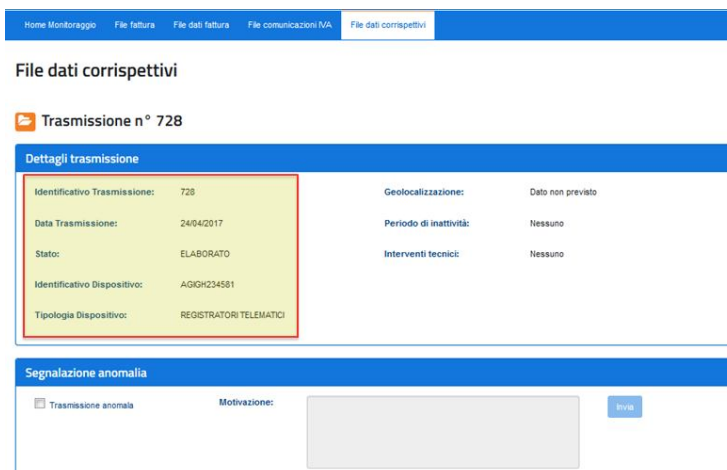 Home Monitoraggio File fattura File dati fattura File comunicazioni IVA File dati corrispettivi
File dati corrispettivi
Trasmissione n° 728
Dettagli trasmissione
Identificativo Trasmissione: 728 Geolocalizzazione: Dato non previsto
Data Trasmissione: 24/04/2017 Periodo di inattività: Nessuno
Stato: ELABORATO Interventi tecnici: Nessuno
Identificativo Dispositivo: AGIGH234581
Tipologia Dispositivo: REGISTRATORI TELEMATICI
Segnalazione anomalia
Trasmissione anomala Motivazione: Invia